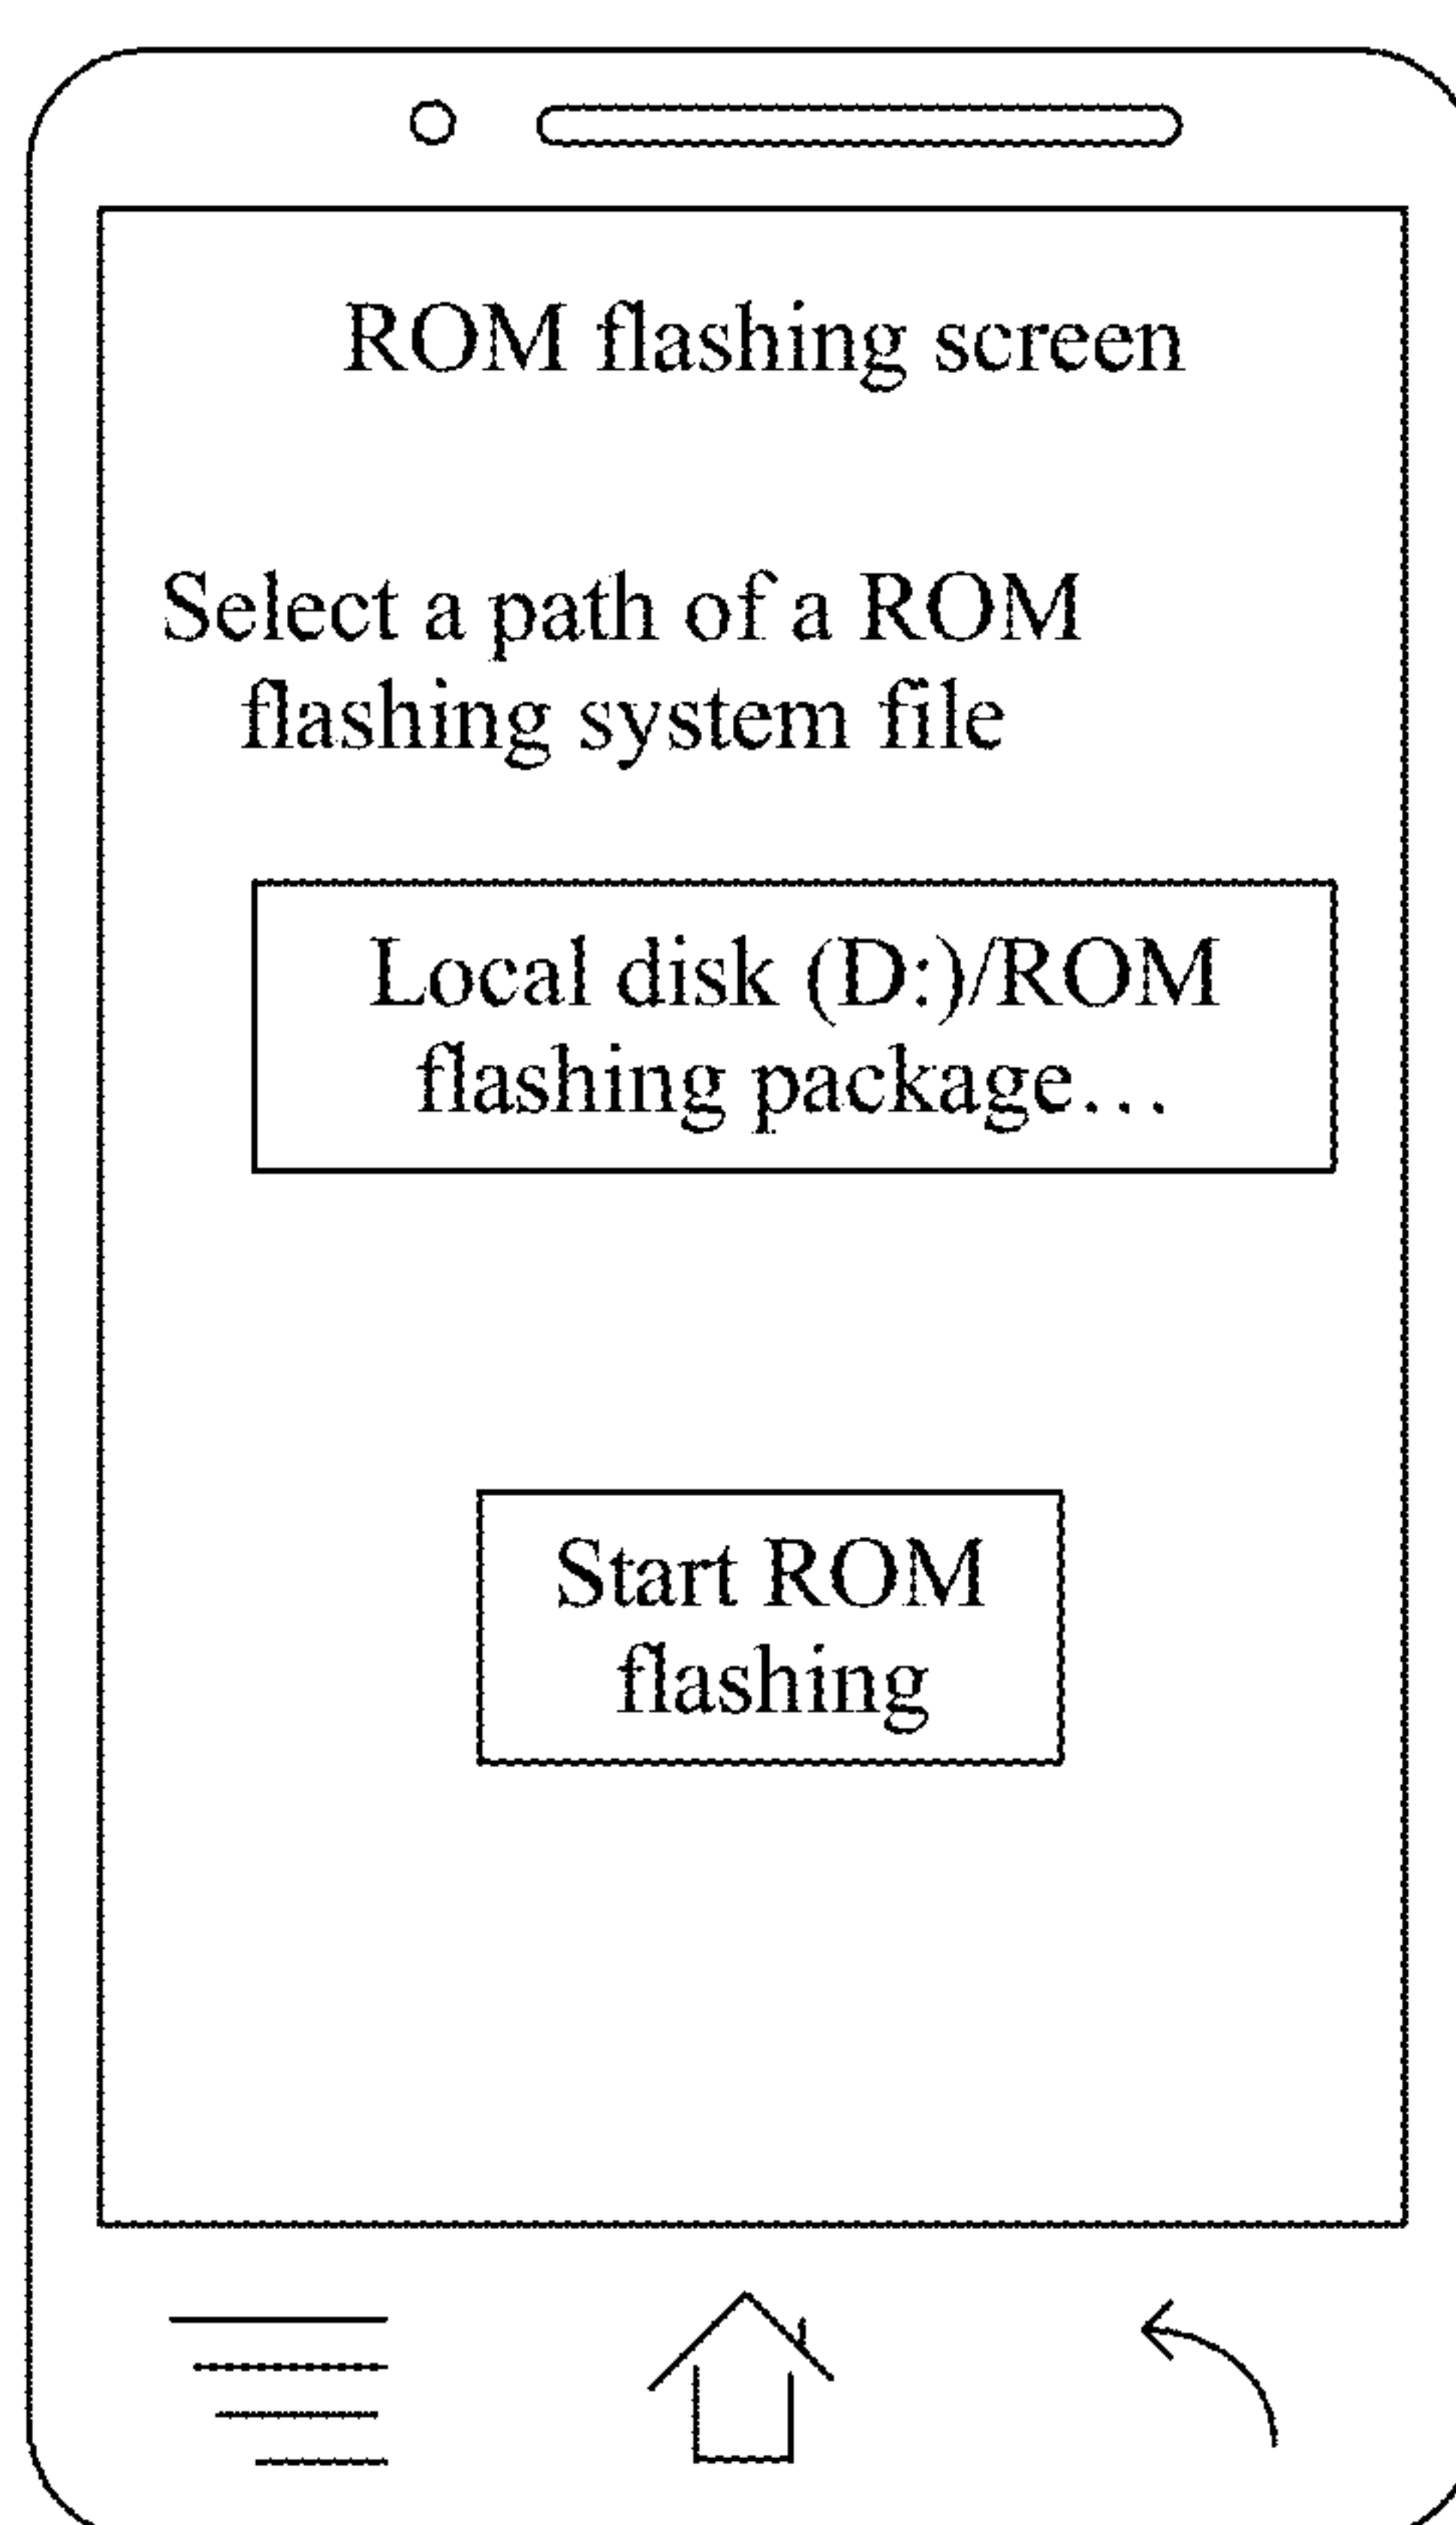 ROM flashing screen
Select a path of a ROM
flashing system file
Local disk (D:)/ROM
flashing package…
Start ROM
flashing